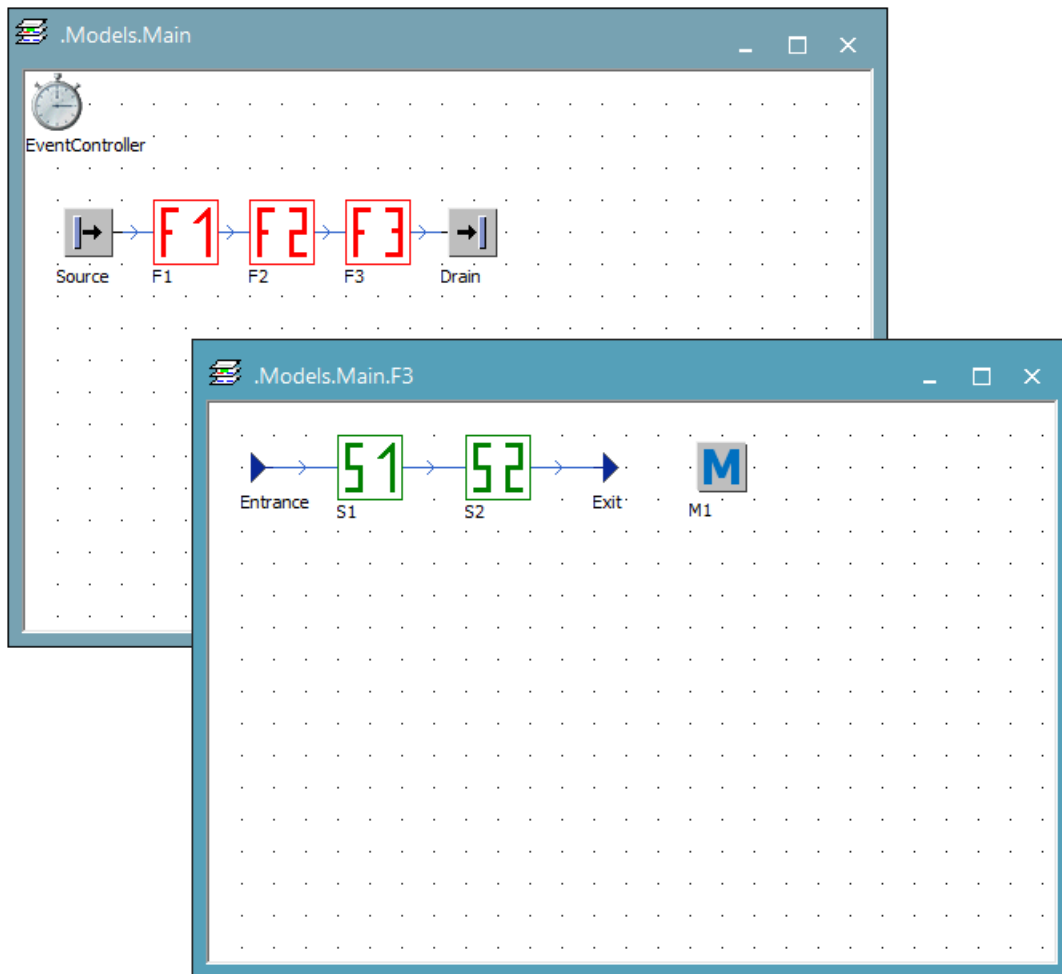 .Models.Main
EventController
F1 F2 F3
Source F1 F2 F3 Drain
.Models.Main.F3
S1 S2 M
Entrance S1 S2 Exit M1